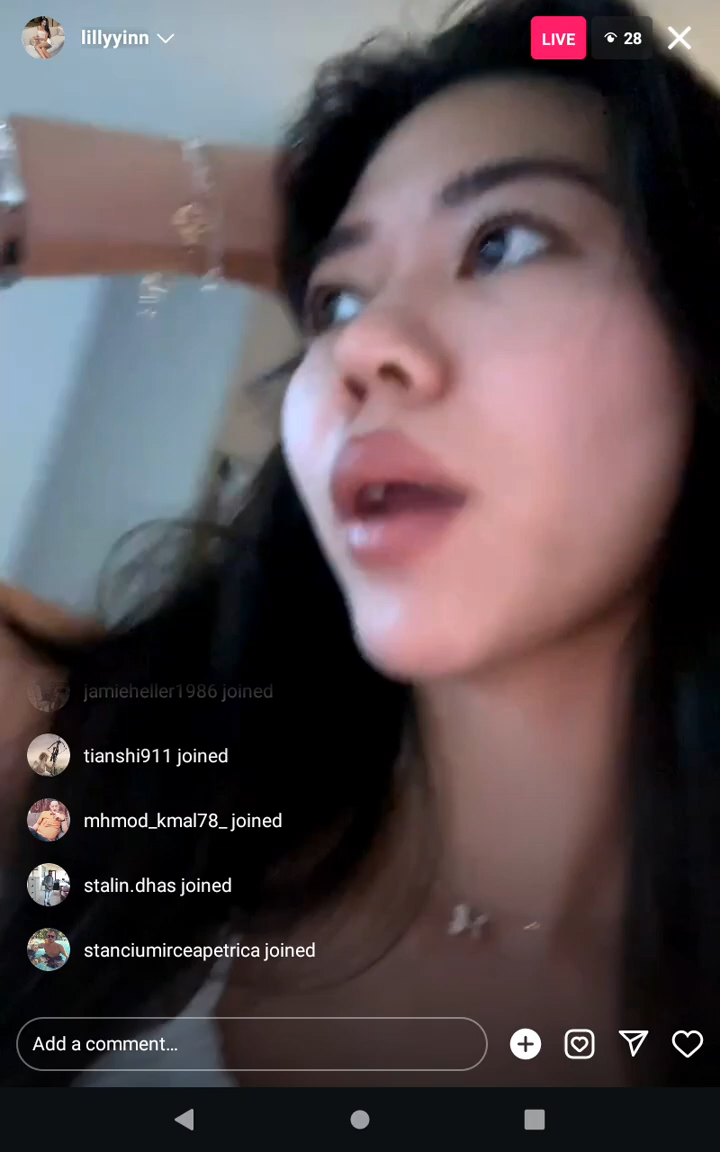 lillyyinn
LIVE
28
jamieheller1986 joined
tianshi911 joined
mhmod_kmal78_ joined
stalin.dhas joined
stanciumirceapetrica joined
Add a comment...